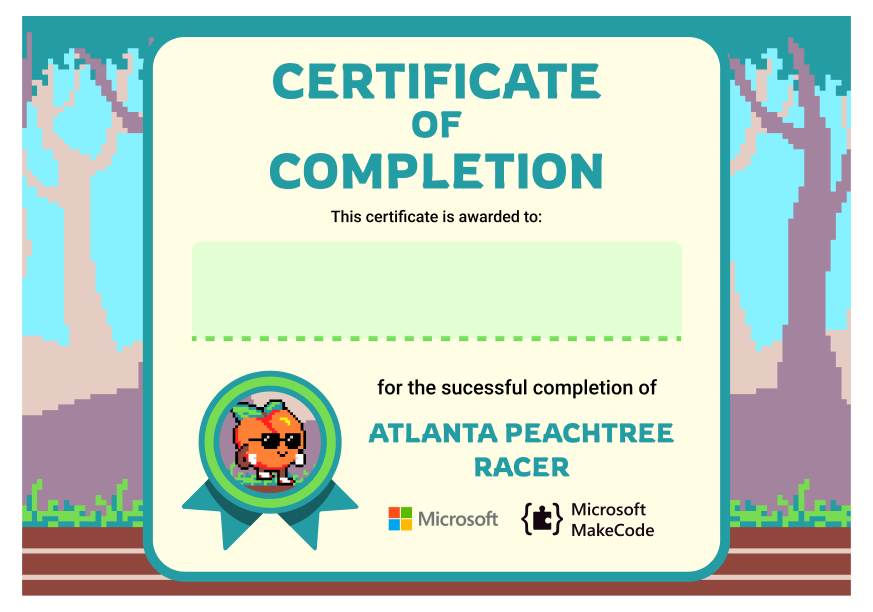 CERTIFICATE
OF
COMPLETION
This certificate is awarded to:
for the sucessful completion of
ATLANTA PEACHTREE
RACER
Microsoft
Microsoft
MakeCode